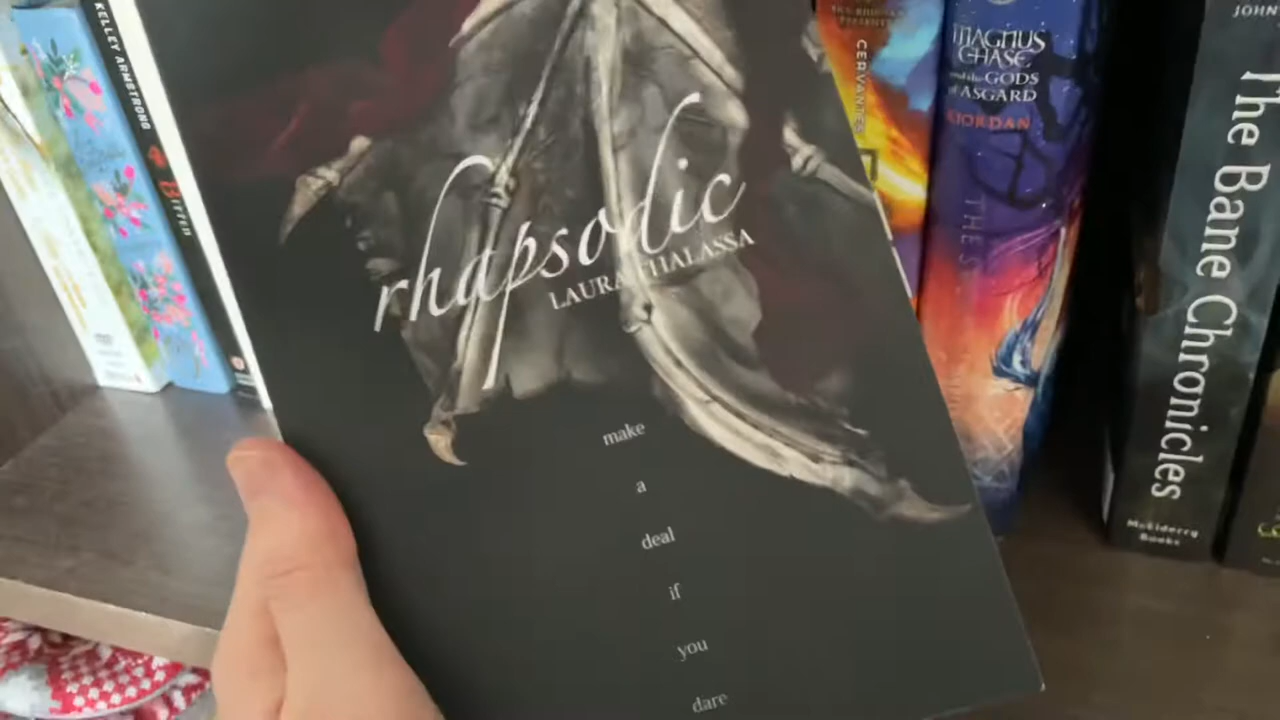 KELLEY ARMSTRONG
BITTEN
rhapsodic
LAURA THALASSA
make
a
deal
if
you
dare
CERVANTES
MAGNUS
CHASE
and the GODS
of ASGARD
RIORDAN
THE S
JOHN
The Bane Chronicles
McElderry
Books